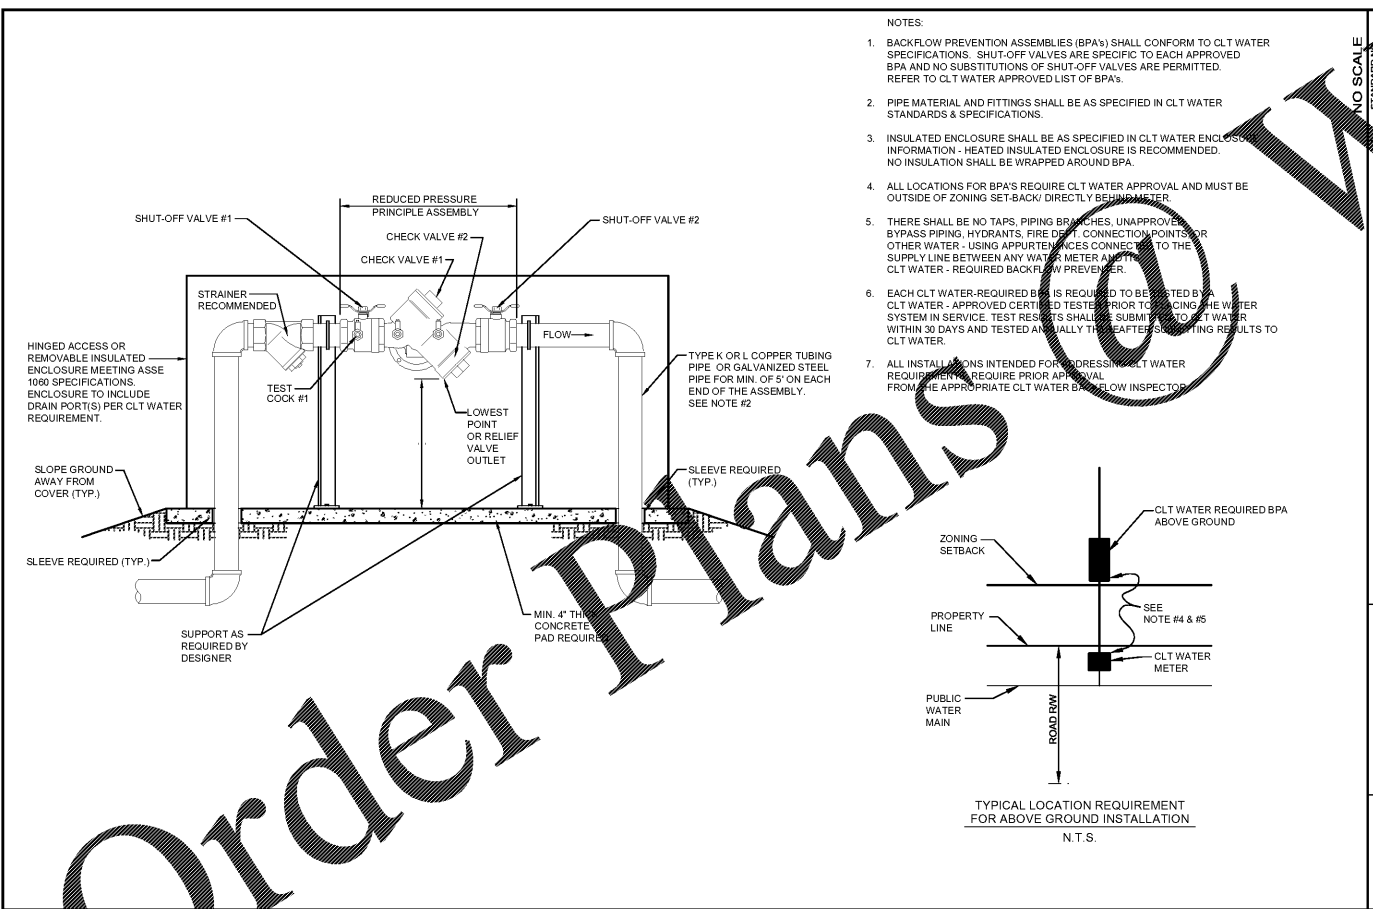 NOTES:
1. BACKFLOW PREVENTION ASSEMBLIES (BPA's) SHALL CONFORM TO CLT WATER
SPECIFICATIONS. SHUT-OFF VALVES ARE SPECIFIC TO EACH APPROVED
BPA AND NO SUBSTITUTIONS OF SHUT-OFF VALVES ARE PERMITTED.
REFER TO CLT WATER APPROVED LIST OF BPA's.
2. PIPE MATERIAL AND FITTINGS SHALL BE AS SPECIFIED IN CLT WATER
STANDARDS & SPECIFICATIONS.
3. INSULATED ENCLOSURE SHALL BE AS SPECIFIED IN CLT WATER ENCLOSURE
INFORMATION - HEATED INSULATED ENCLOSURE IS RECOMMENDED.
NO INSULATION SHALL BE WRAPPED AROUND BPA.
4. ALL LOCATIONS FOR BPA'S REQUIRE CLT WATER APPROVAL AND MUST BE
OUTSIDE OF ZONING SET-BACK/ DIRECTLY BEHIND METER.
5. THERE SHALL BE NO TAPS, PIPING BRANCHES, UNAPPROVED
BYPASS PIPING, HYDRANTS, FIRE DEPT. CONNECTION POINTS, OR
OTHER WATER - USING APPURTENANCES CONNECTED TO THE
SUPPLY LINE BETWEEN ANY WATER METER AND ITS
CLT WATER - REQUIRED BACKFLOW PREVENTER.
6. EACH CLT WATER-REQUIRED BPA IS REQUIRED TO BE TESTED BY A
CLT WATER - APPROVED CERTIFIED TESTER PRIOR TO PLACING THE WATER
SYSTEM IN SERVICE. TEST RESULTS SHALL BE SUBMITTED TO CLT WATER
WITHIN 30 DAYS AND TESTED ANNUALLY THEREAFTER SUBMITTING RESULTS TO
CLT WATER.
7. ALL INSTALLATIONS INTENDED FOR ADDRESSING CLT WATER
REQUIREMENTS REQUIRE PRIOR APPROVAL
FROM THE APPROPRIATE CLT WATER BACKFLOW INSPECTOR
NO SCALE
REDUCED PRESSURE
PRINCIPLE ASSEMBLY
SHUT-OFF VALVE #1
SHUT-OFF VALVE #2
CHECK VALVE #2
CHECK VALVE #1
STRAINER
RECOMMENDED
FLOW
HINGED ACCESS OR
REMOVABLE INSULATED
ENCLOSURE MEETING ASSE
1060 SPECIFICATIONS.
ENCLOSURE TO INCLUDE
DRAIN PORT(S) PER CLT WATER
REQUIREMENT.
TEST
COCK #1
LOWEST
POINT
OR RELIEF
VALVE
OUTLET
TYPE K OR L COPPER TUBING
PIPE OR GALVANIZED STEEL
PIPE FOR MIN. OF 5' ON EACH
END OF THE ASSEMBLY.
SEE NOTE #2
SLOPE GROUND
AWAY FROM
COVER (TYP.)
SLEEVE REQUIRED
(TYP.)
SLEEVE REQUIRED (TYP.)
SUPPORT AS
REQUIRED BY
DESIGNER
MIN. 4" THICK
CONCRETE
PAD REQUIRED
CLT WATER REQUIRED BPA
ABOVE GROUND
ZONING
SETBACK
SEE
NOTE #4 & #5
PROPERTY
LINE
CLT WATER
METER
PUBLIC
WATER
MAIN
ROAD R/W
TYPICAL LOCATION REQUIREMENT
FOR ABOVE GROUND INSTALLATION
N.T.S.
Order Plans @ W